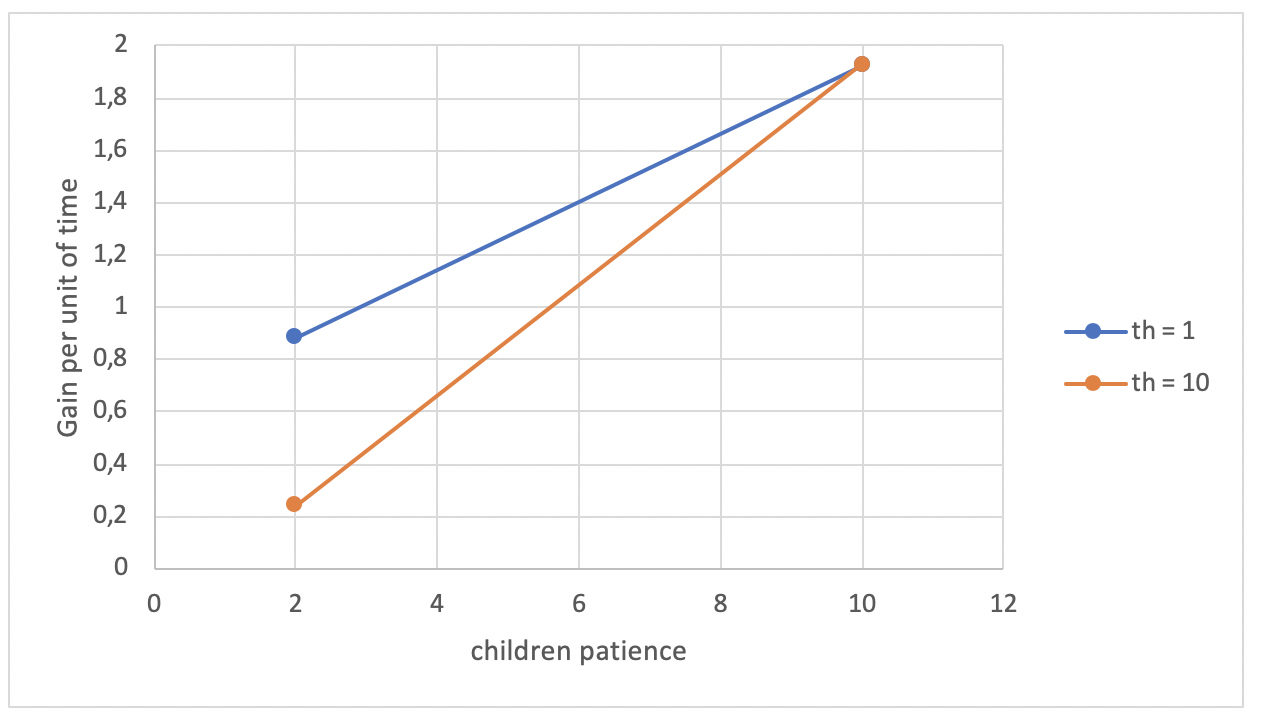 2
1,8
1,6
1,4
1,2
1
0,8
0,6
0,4
0,2
0
Gain per unit of time
0 2 4 6 8 10 12
children patience
th = 1
th = 10